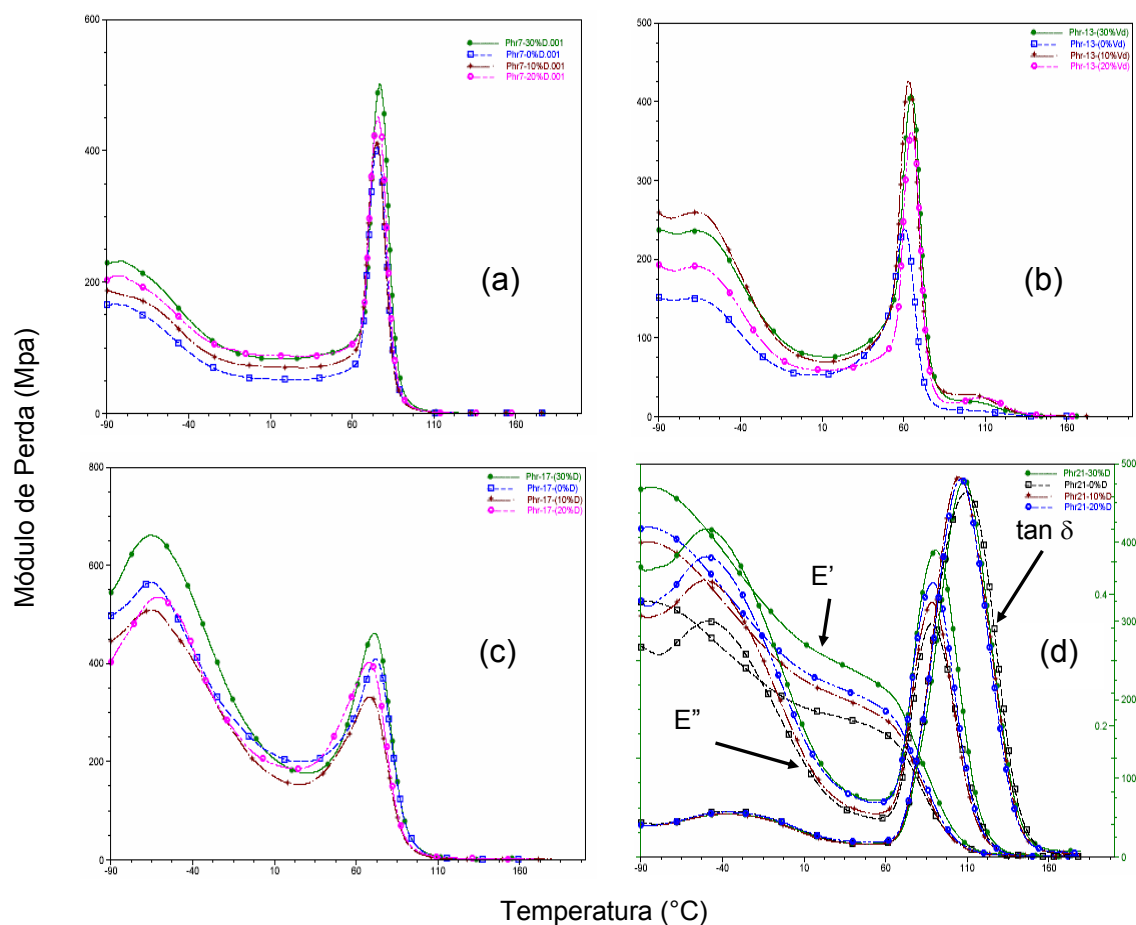 600
400
200
0
-90
-40
10
60
110
160
Phr7-30%D.001
Phr7-0%D.001
Phr7-10%D.001
Phr7-20%D.001
(a)
500
400
300
200
100
0
-90
-40
10
60
110
160
Phr-13-(30%Vd)
Phr-13-(0%Vd)
Phr-13-(10%Vd)
Phr-13-(20%Vd)
(b)
Módulo de Perda (Mpa)
800
600
400
200
0
-90
-40
10
60
110
160
Phr-17-(30%D)
Phr-17-(0%D)
Phr-17-(10%D)
Phr-17-(20%D)
(c)
Phr21-30%D
Phr21-0%D
Phr21-10%D
Phr21-20%D
tan δ
E’
E”
(d)
0.4
0.2
500
400
300
200
100
0
-90
-40
10
60
110
160
Temperatura (°C)